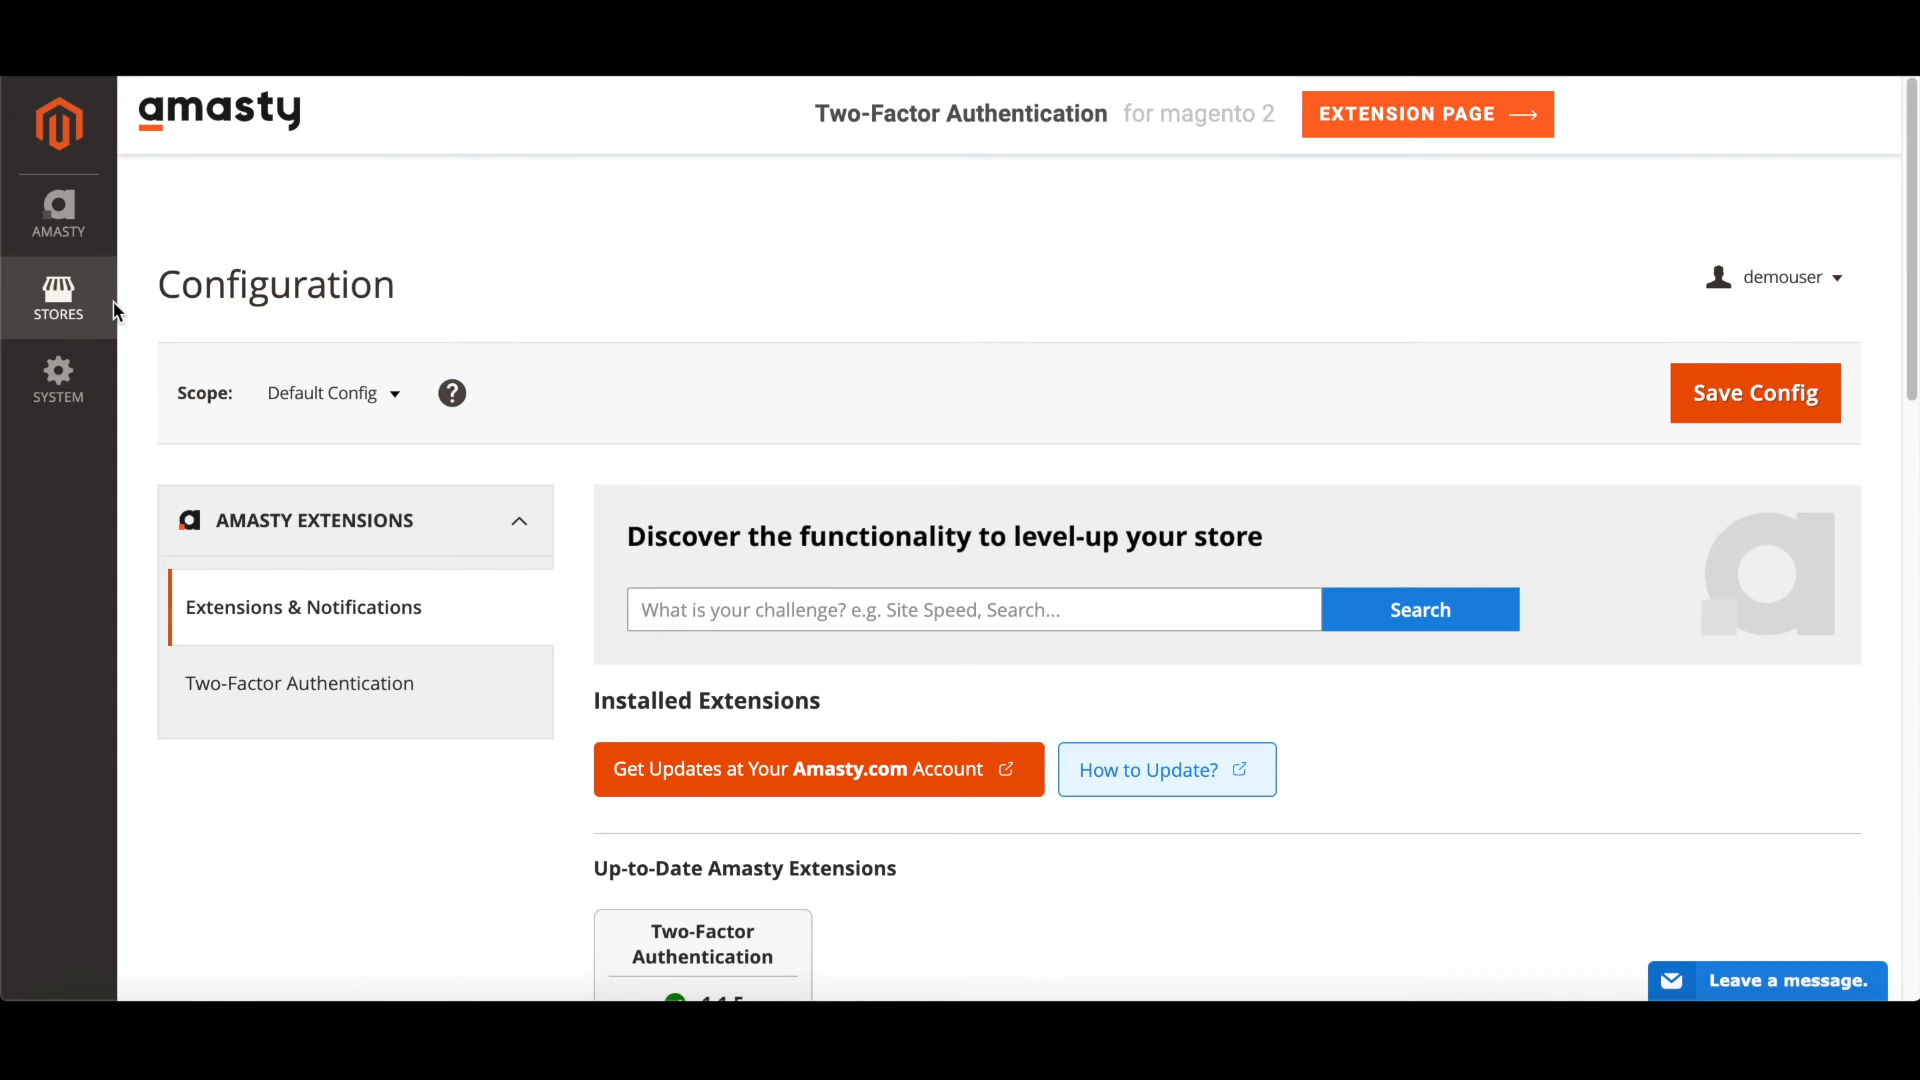 amasty
Two-Factor Authentication for magento 2
EXTENSION PAGE
AMASTY
STORES
SYSTEM
Configuration
demouser
Scope: Default Config ?
Save Config
AMASTY EXTENSIONS
Extensions & Notifications
Two-Factor Authentication
Discover the functionality to level-up your store
What is your challenge? e.g. Site Speed, Search...
Search
Installed Extensions
Get Updates at Your Amasty.com Account
How to Update?
Up-to-Date Amasty Extensions
Two-Factor
Authentication
Leave a message.